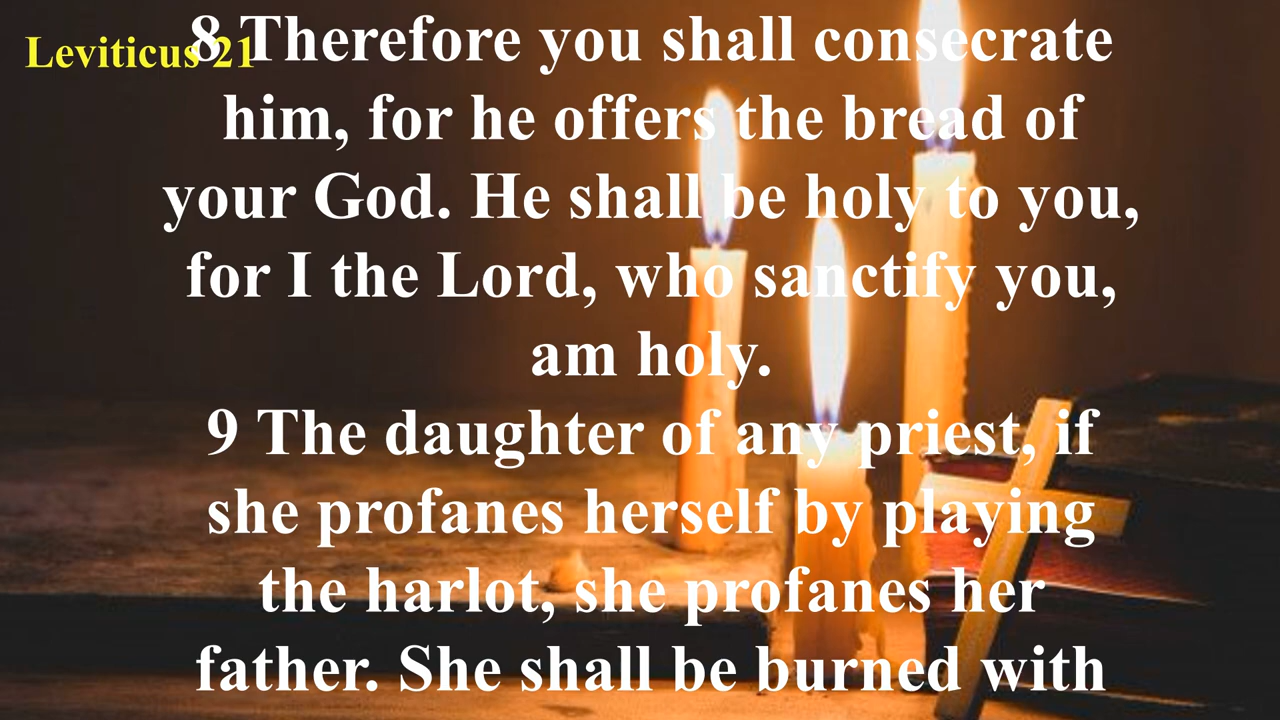 Leviticus 21
8 Therefore you shall consecrate
him, for he offers the bread of
your God. He shall be holy to you,
for I the Lord, who sanctify you,
am holy.
9 The daughter of any priest, if
she profanes herself by playing
the harlot, she profanes her
father. She shall be burned with